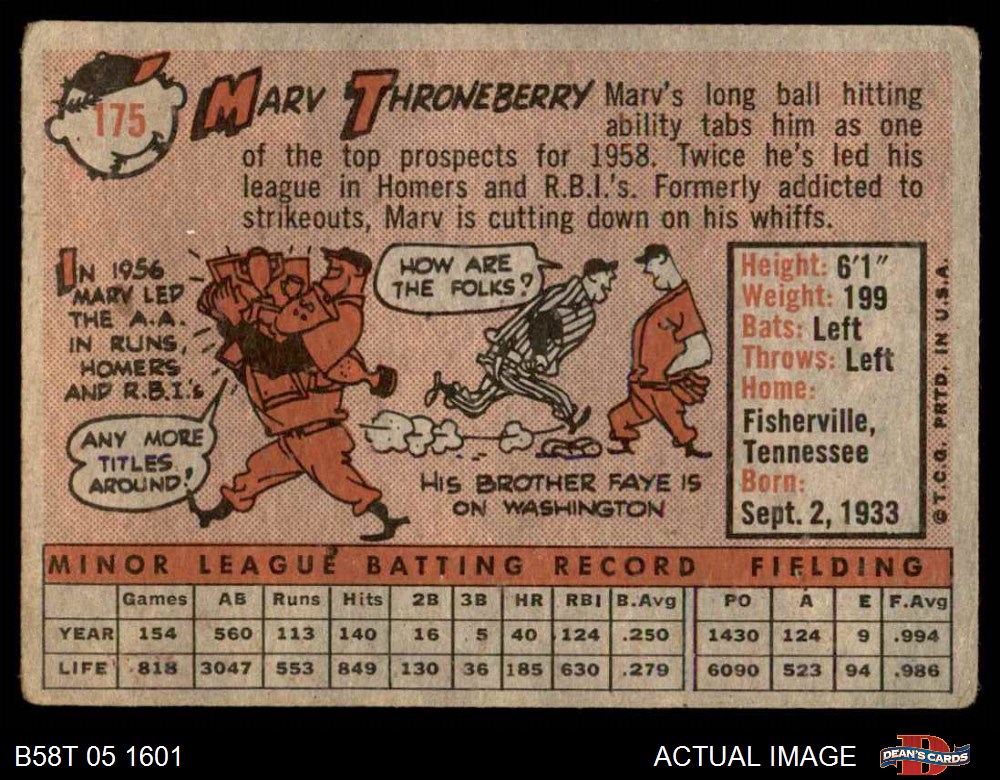 175
MARV THRONEBERRY
Marv's long ball hitting
ability tabs him as one
of the top prospects for 1958. Twice he's led his
league in Homers and R.B.I.'s. Formerly addicted to
strikeouts, Marv is cutting down on his whiffs.
IN 1956
MARV LED
THE A.A.
IN RUNS,
HOMERS
AND R.B.I.'s
ANY MORE
TITLES
AROUND?
HOW ARE
THE FOLKS?
HIS BROTHER FAYE IS
ON WASHINGTON
Height: 6'1"
Weight: 199
Bats: Left
Throws: Left
Home:
Fisherville,
Tennessee
Born:
Sept. 2, 1933
© T.C.G. PRTD. IN U.S.A.
MINOR LEAGUE BATTING RECORD FIELDING
Games AB Runs Hits 2B 3B HR RBI B.Avg PO A E F.Avg
YEAR 154 560 113 140 16 5 40 124 .250 1430 124 9 .994
LIFE 818 3047 553 849 130 36 185 630 .279 6090 523 94 .986
B58T 05 1601
ACTUAL IMAGE
DEAN'S CARDS